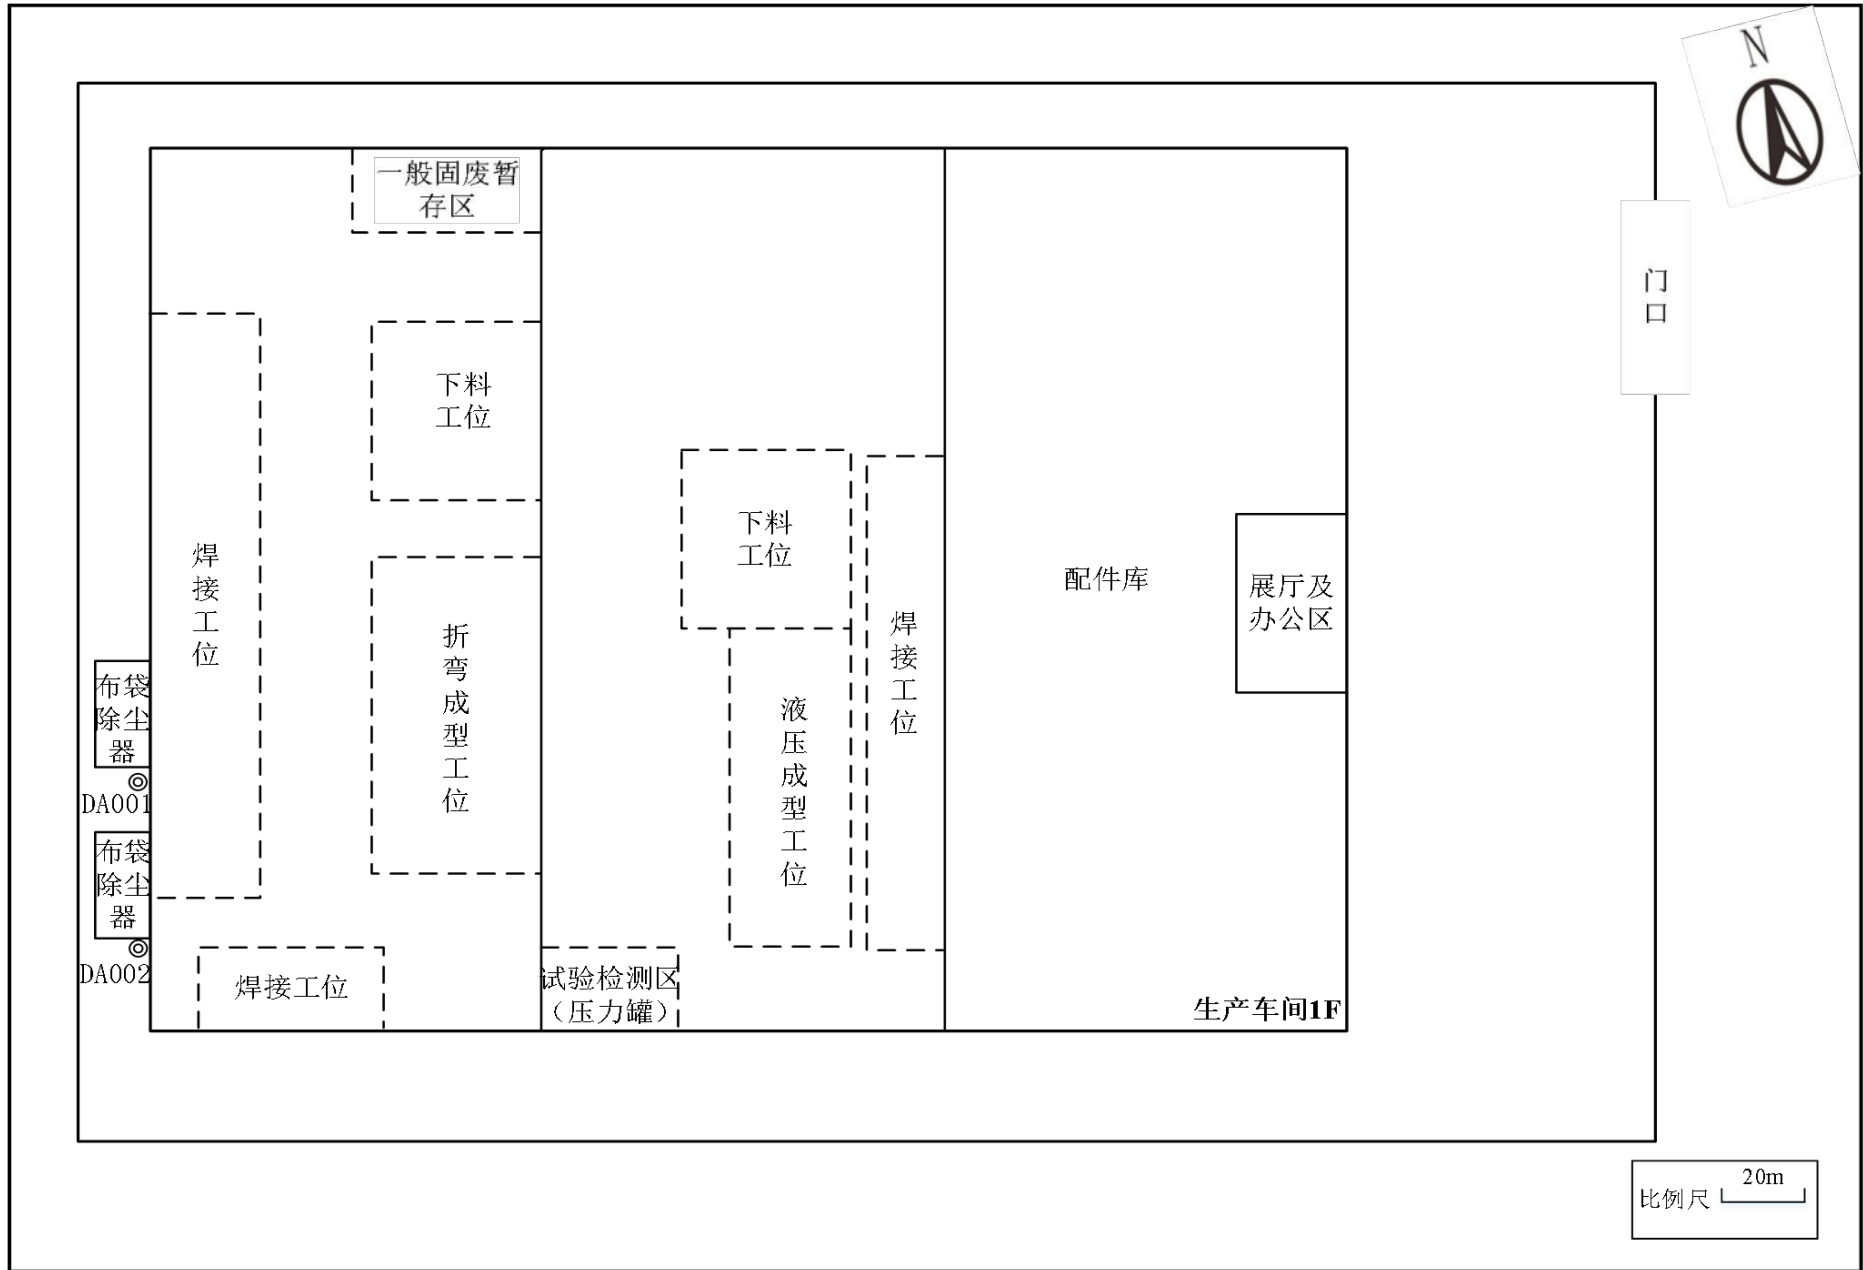 N
一般固废暂
存区
门
口
下料
工位
下料
工位
焊
接
工
位
折
弯
成
型
工
位
液
压
成
型
工
位
焊
接
工
位
配件库
展厅及
办公区
布袋
除尘
器
DA001
布袋
除尘
器
DA002
焊接工位
试验检测区
（压力罐）
生产车间1F
比例尺
20m